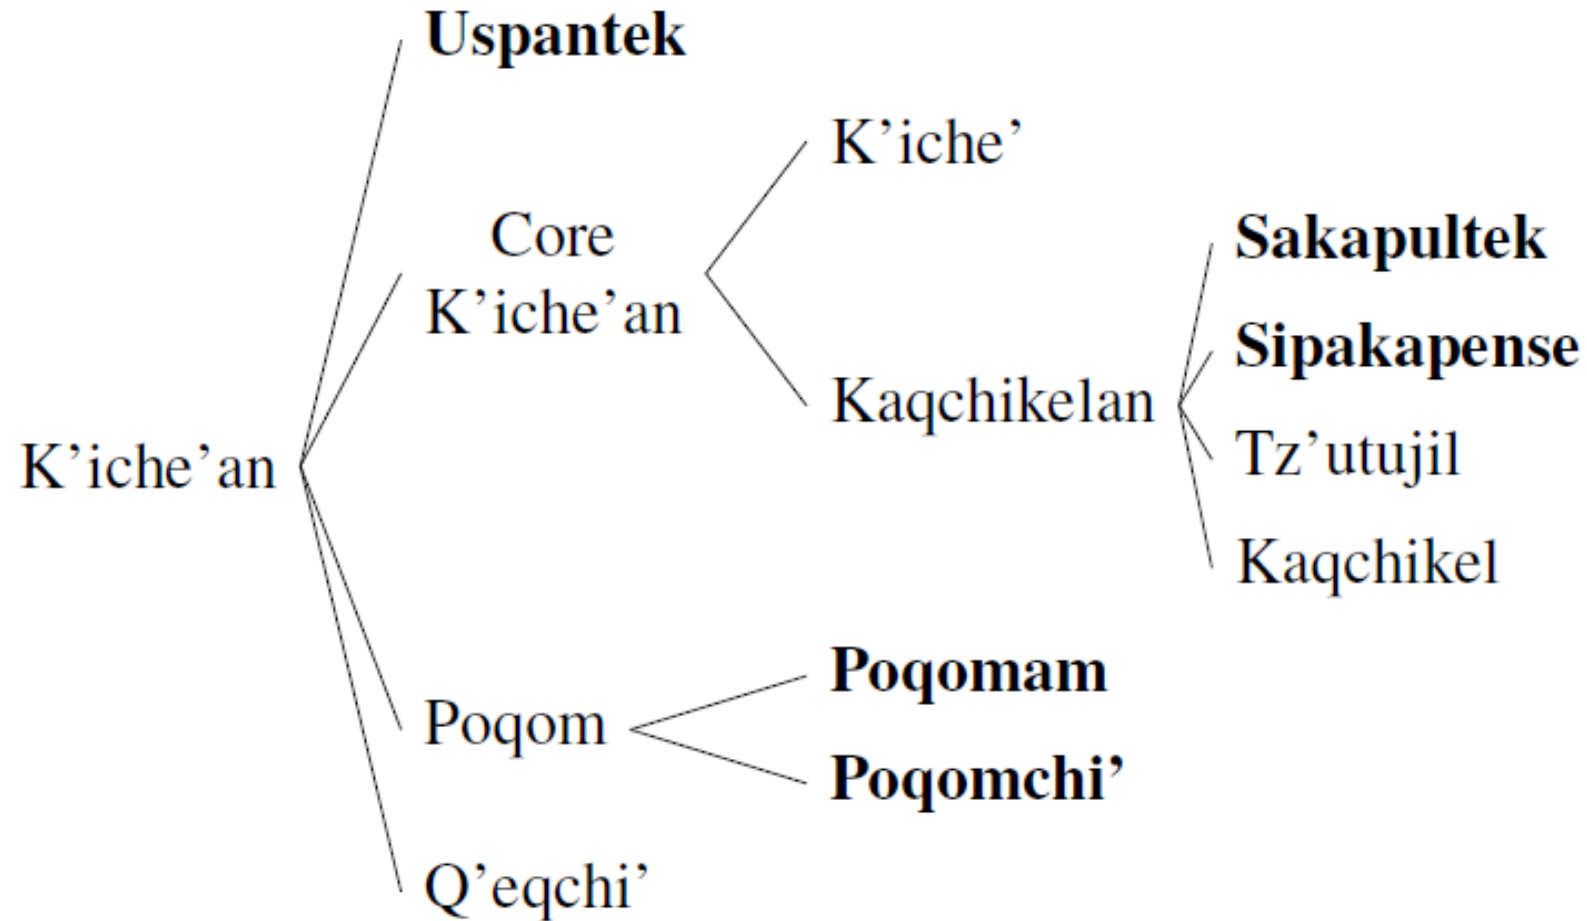 Uspantek
K’iche’
Core
K’iche’an
Sakapultek
Sipakapense
Kaqchikelan
Tz’utujil
K’iche’an
Kaqchikel
Poqomam
Poqom
Poqomchi’
Q’eqchi’